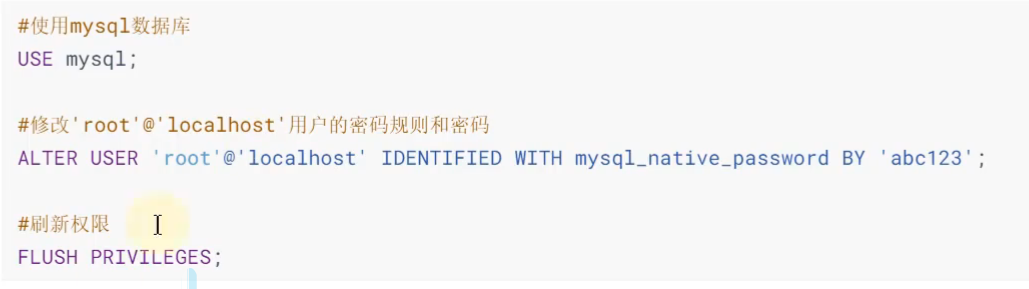 #使用mysql数据库
USE mysql;
#修改'root'@'localhost'用户的密码规则和密码
ALTER USER 'root'@'localhost' IDENTIFIED WITH mysql_native_password BY 'abc123';
#刷新权限
FLUSH PRIVILEGES;